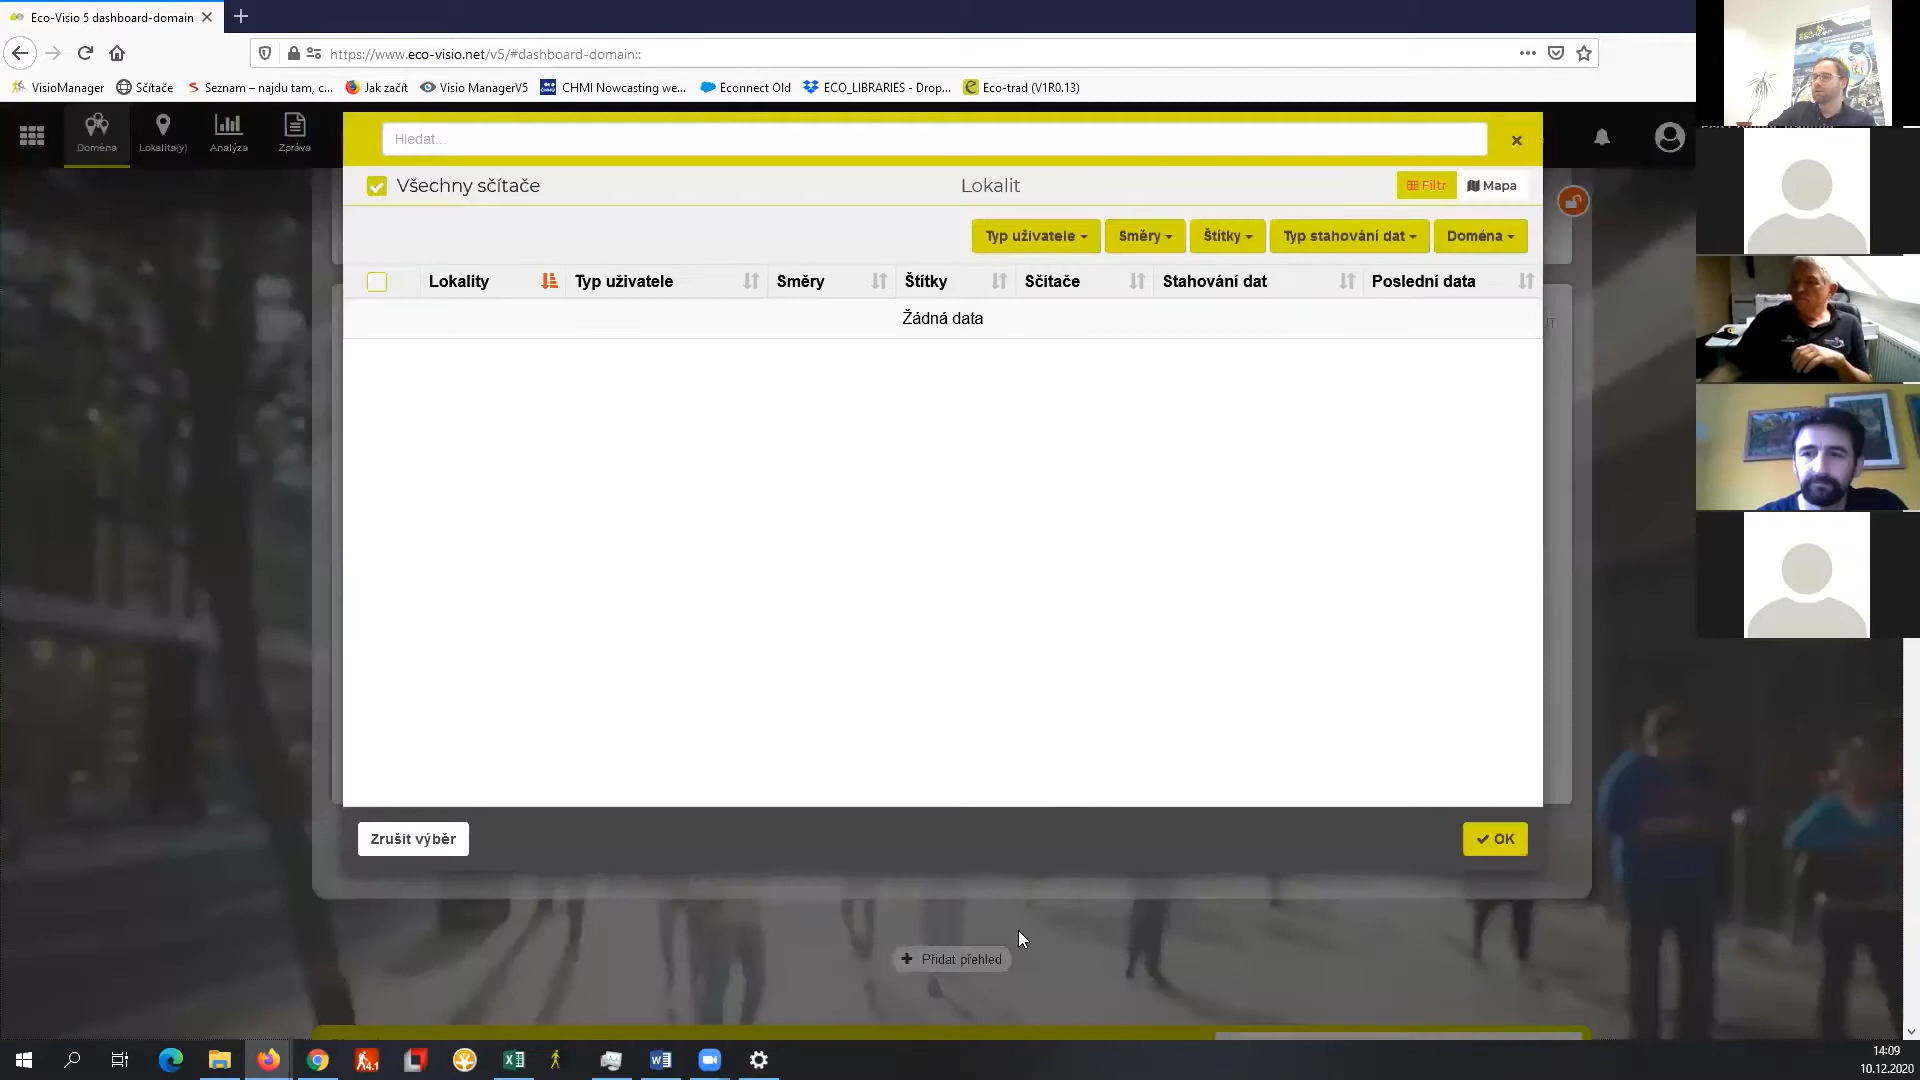 Eco-Visio 5 dashboard-domain
https://www.eco-visio.net/v5/#dashboard-domain::
VisioManager
Sčítače
Seznam – najdu tam, c...
Jak začít
Visio ManagerV5
CHMI Nowcasting we...
Econnect Old
ECO_LIBRARIES - Drop...
Eco-trad (V1R0.13)
Doména
Lokalita(y)
Analýza
Zpráva
Hledat...
Všechny sčítače
Lokalit
Filtr
Mapa
Typ uživatele
Směry
Štítky
Typ stahování dat
Doména
Lokality
Typ uživatele
Směry
Štítky
Sčítače
Stahování dat
Poslední data
Žádná data
Zrušit výběr
OK
Přidat přehled
14:09
10.12.2020